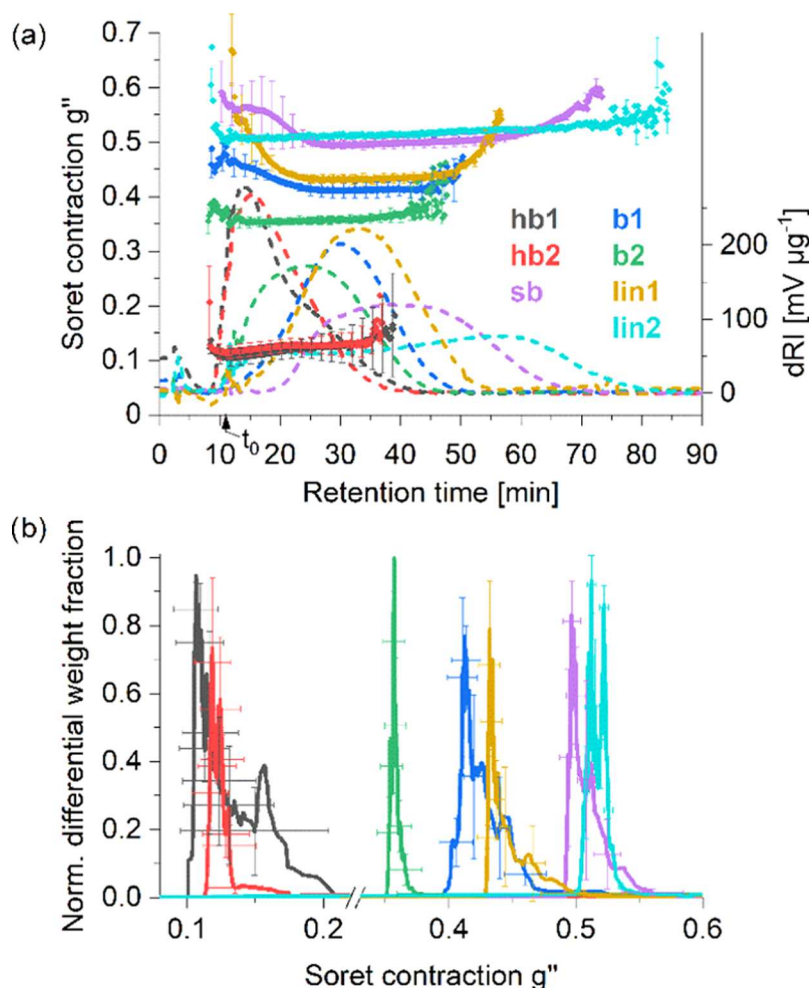 (a)
0.7
0.6
0.5
0.4
0.3
0.2
0.1
0
Soret contraction g"
hb1 b1
hb2 b2
sb lin1
lin2
200
100
0
dRI [mV µg⁻¹]
t₀
0 10 20 30 40 50 60 70 80 90
Retention time [min]
(b)
1.0
0.8
0.6
0.4
0.2
0.0
Norm. differential weight fraction
0.1 0.2 0.4 0.5 0.6
Soret contraction g"